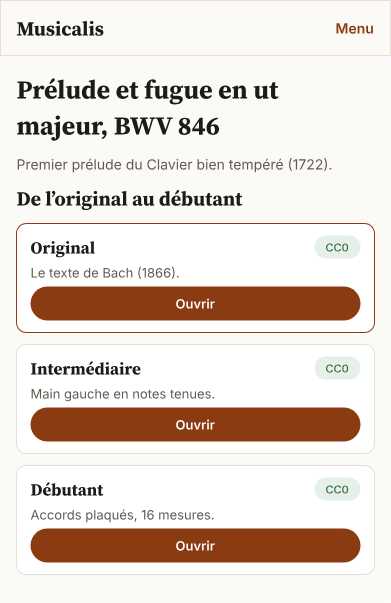 Musicalis
Menu
Prélude et fugue en ut
majeur, BWV 846
Premier prélude du Clavier bien tempéré (1722).
De l’original au débutant
Original
CC0
Le texte de Bach (1866).
Ouvrir
Intermédiaire
CC0
Main gauche en notes tenues.
Ouvrir
Débutant
CC0
Accords plaqués, 16 mesures.
Ouvrir